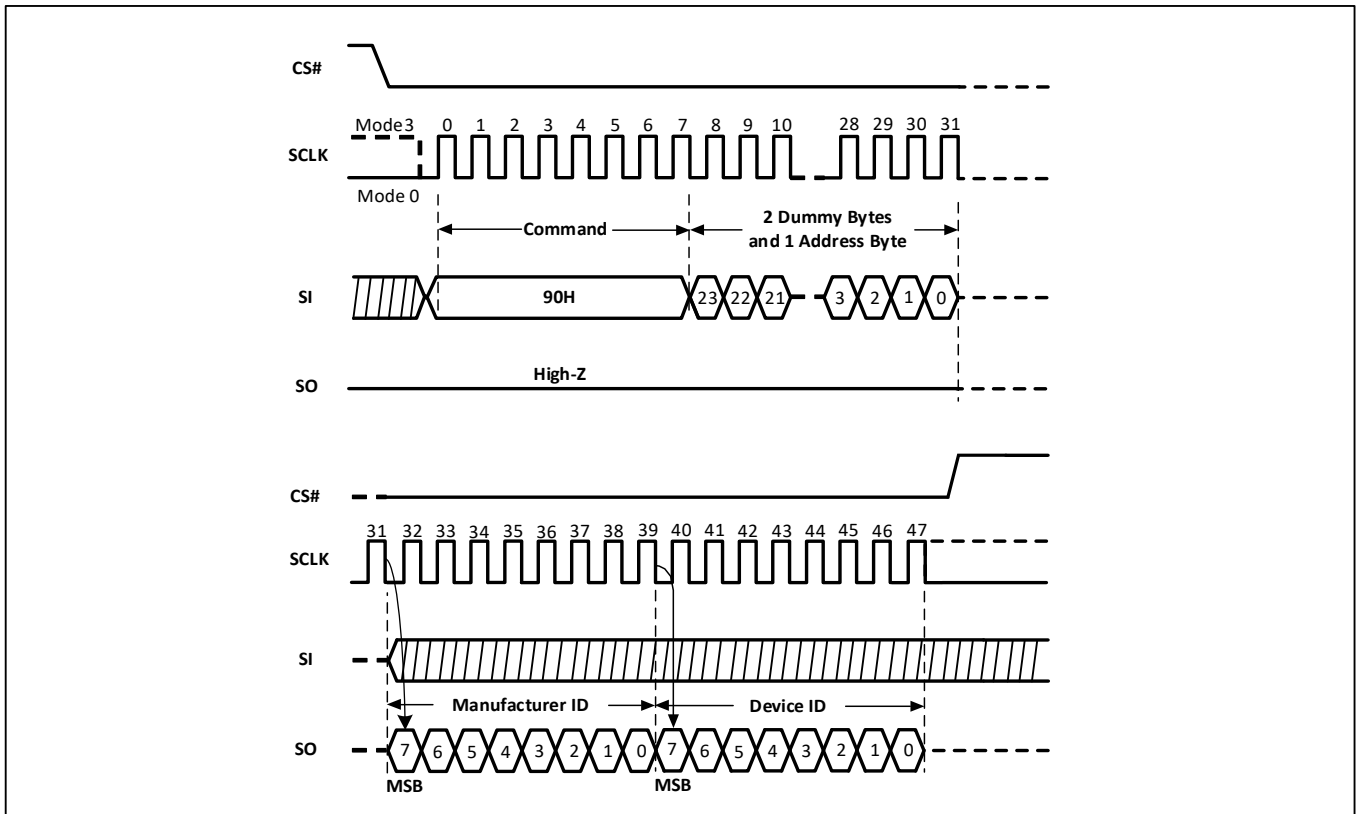 CS#
Mode3 0 1 2 3 4 5 6 7 8 9 10 28 29 30 31
SCLK
Mode 0
Command
2 Dummy Bytes
and 1 Address Byte
SI 90H 23 22 21 3 2 1 0
High-Z
SO
CS#
31 32 33 34 35 36 37 38 39 40 41 42 43 44 45 46 47
SCLK
SI
Manufacturer ID Device ID
SO 7 6 5 4 3 2 1 0 7 6 5 4 3 2 1 0
MSB MSB